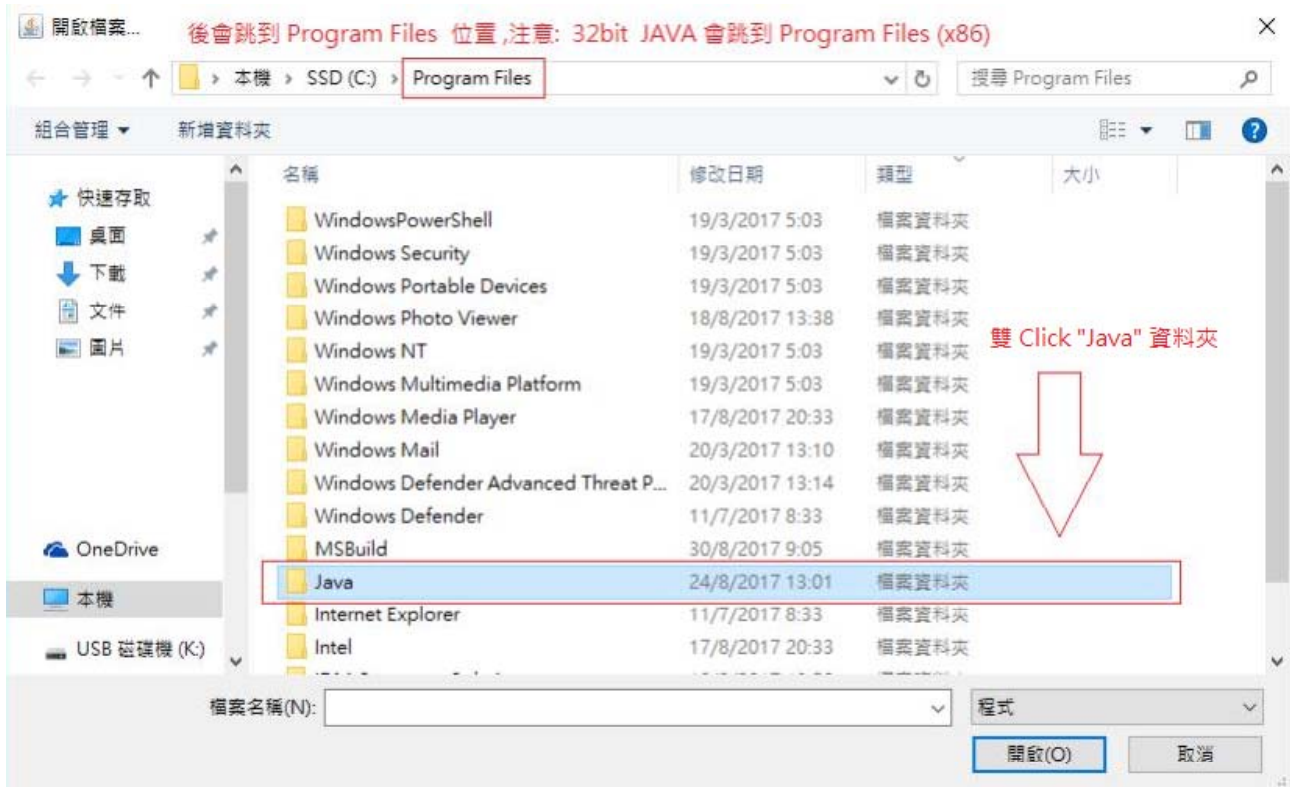 開啟檔案...
後會跳到 Program Files 位置 ,注意: 32bit JAVA 會跳到 Program Files (x86)
本機 › SSD (C:) › Program Files
搜尋 Program Files
組合管理
新增資料夾
名稱 修改日期 類型 大小
快速存取
桌面
下載
文件
圖片
OneDrive
本機
USB 磁碟機 (K:)
WindowsPowerShell 19/3/2017 5:03 檔案資料夾
Windows Security 19/3/2017 5:03 檔案資料夾
Windows Portable Devices 19/3/2017 5:03 檔案資料夾
Windows Photo Viewer 18/8/2017 13:38 檔案資料夾
Windows NT 19/3/2017 5:03 檔案資料夾
Windows Multimedia Platform 19/3/2017 5:03 檔案資料夾
Windows Media Player 17/8/2017 20:33 檔案資料夾
Windows Mail 20/3/2017 13:10 檔案資料夾
Windows Defender Advanced Threat P... 20/3/2017 13:14 檔案資料夾
Windows Defender 11/7/2017 8:33 檔案資料夾
MSBuild 30/8/2017 9:05 檔案資料夾
Java 24/8/2017 13:01 檔案資料夾
Internet Explorer 11/7/2017 8:33 檔案資料夾
Intel 17/8/2017 20:33 檔案資料夾
雙 Click "Java" 資料夾
檔案名稱(N):
程式
開啟(O)
取消